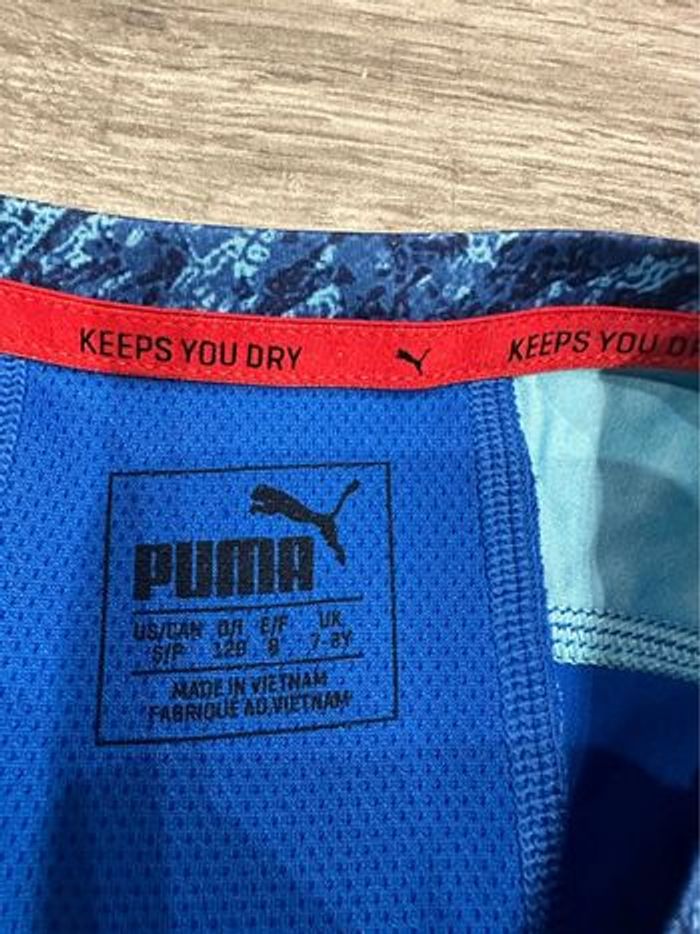 KEEPS YOU DRY KEEPS YOU D
PUMA
US/CAN D/I E/F UK
S/P 128 8 7-8Y
MADE IN VIETNAM
FABRIQUE AU VIETNAM